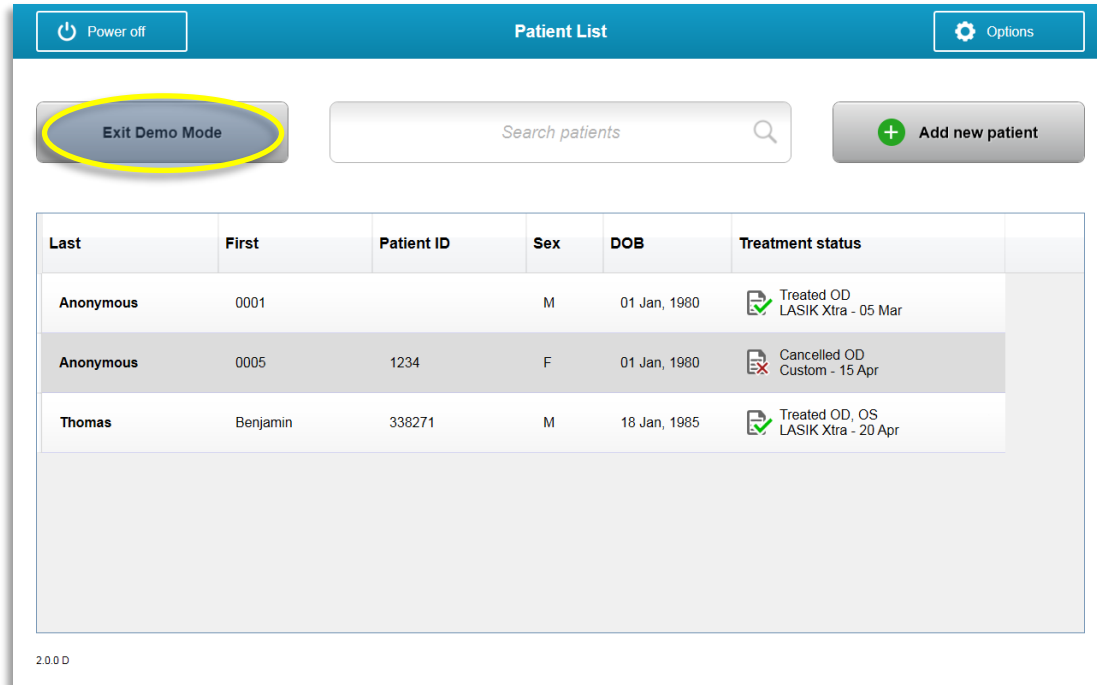 Power off
Patient List
Options
Exit Demo Mode
Search patients
Add new patient
Last First Patient ID Sex DOB Treatment status
Anonymous 0001 M 01 Jan, 1980 Treated OD
LASIK Xtra - 05 Mar
Anonymous 0005 1234 F 01 Jan, 1980 Cancelled OD
Custom - 15 Apr
Thomas Benjamin 338271 M 18 Jan, 1985 Treated OD, OS
LASIK Xtra - 20 Apr
2.0.0 D